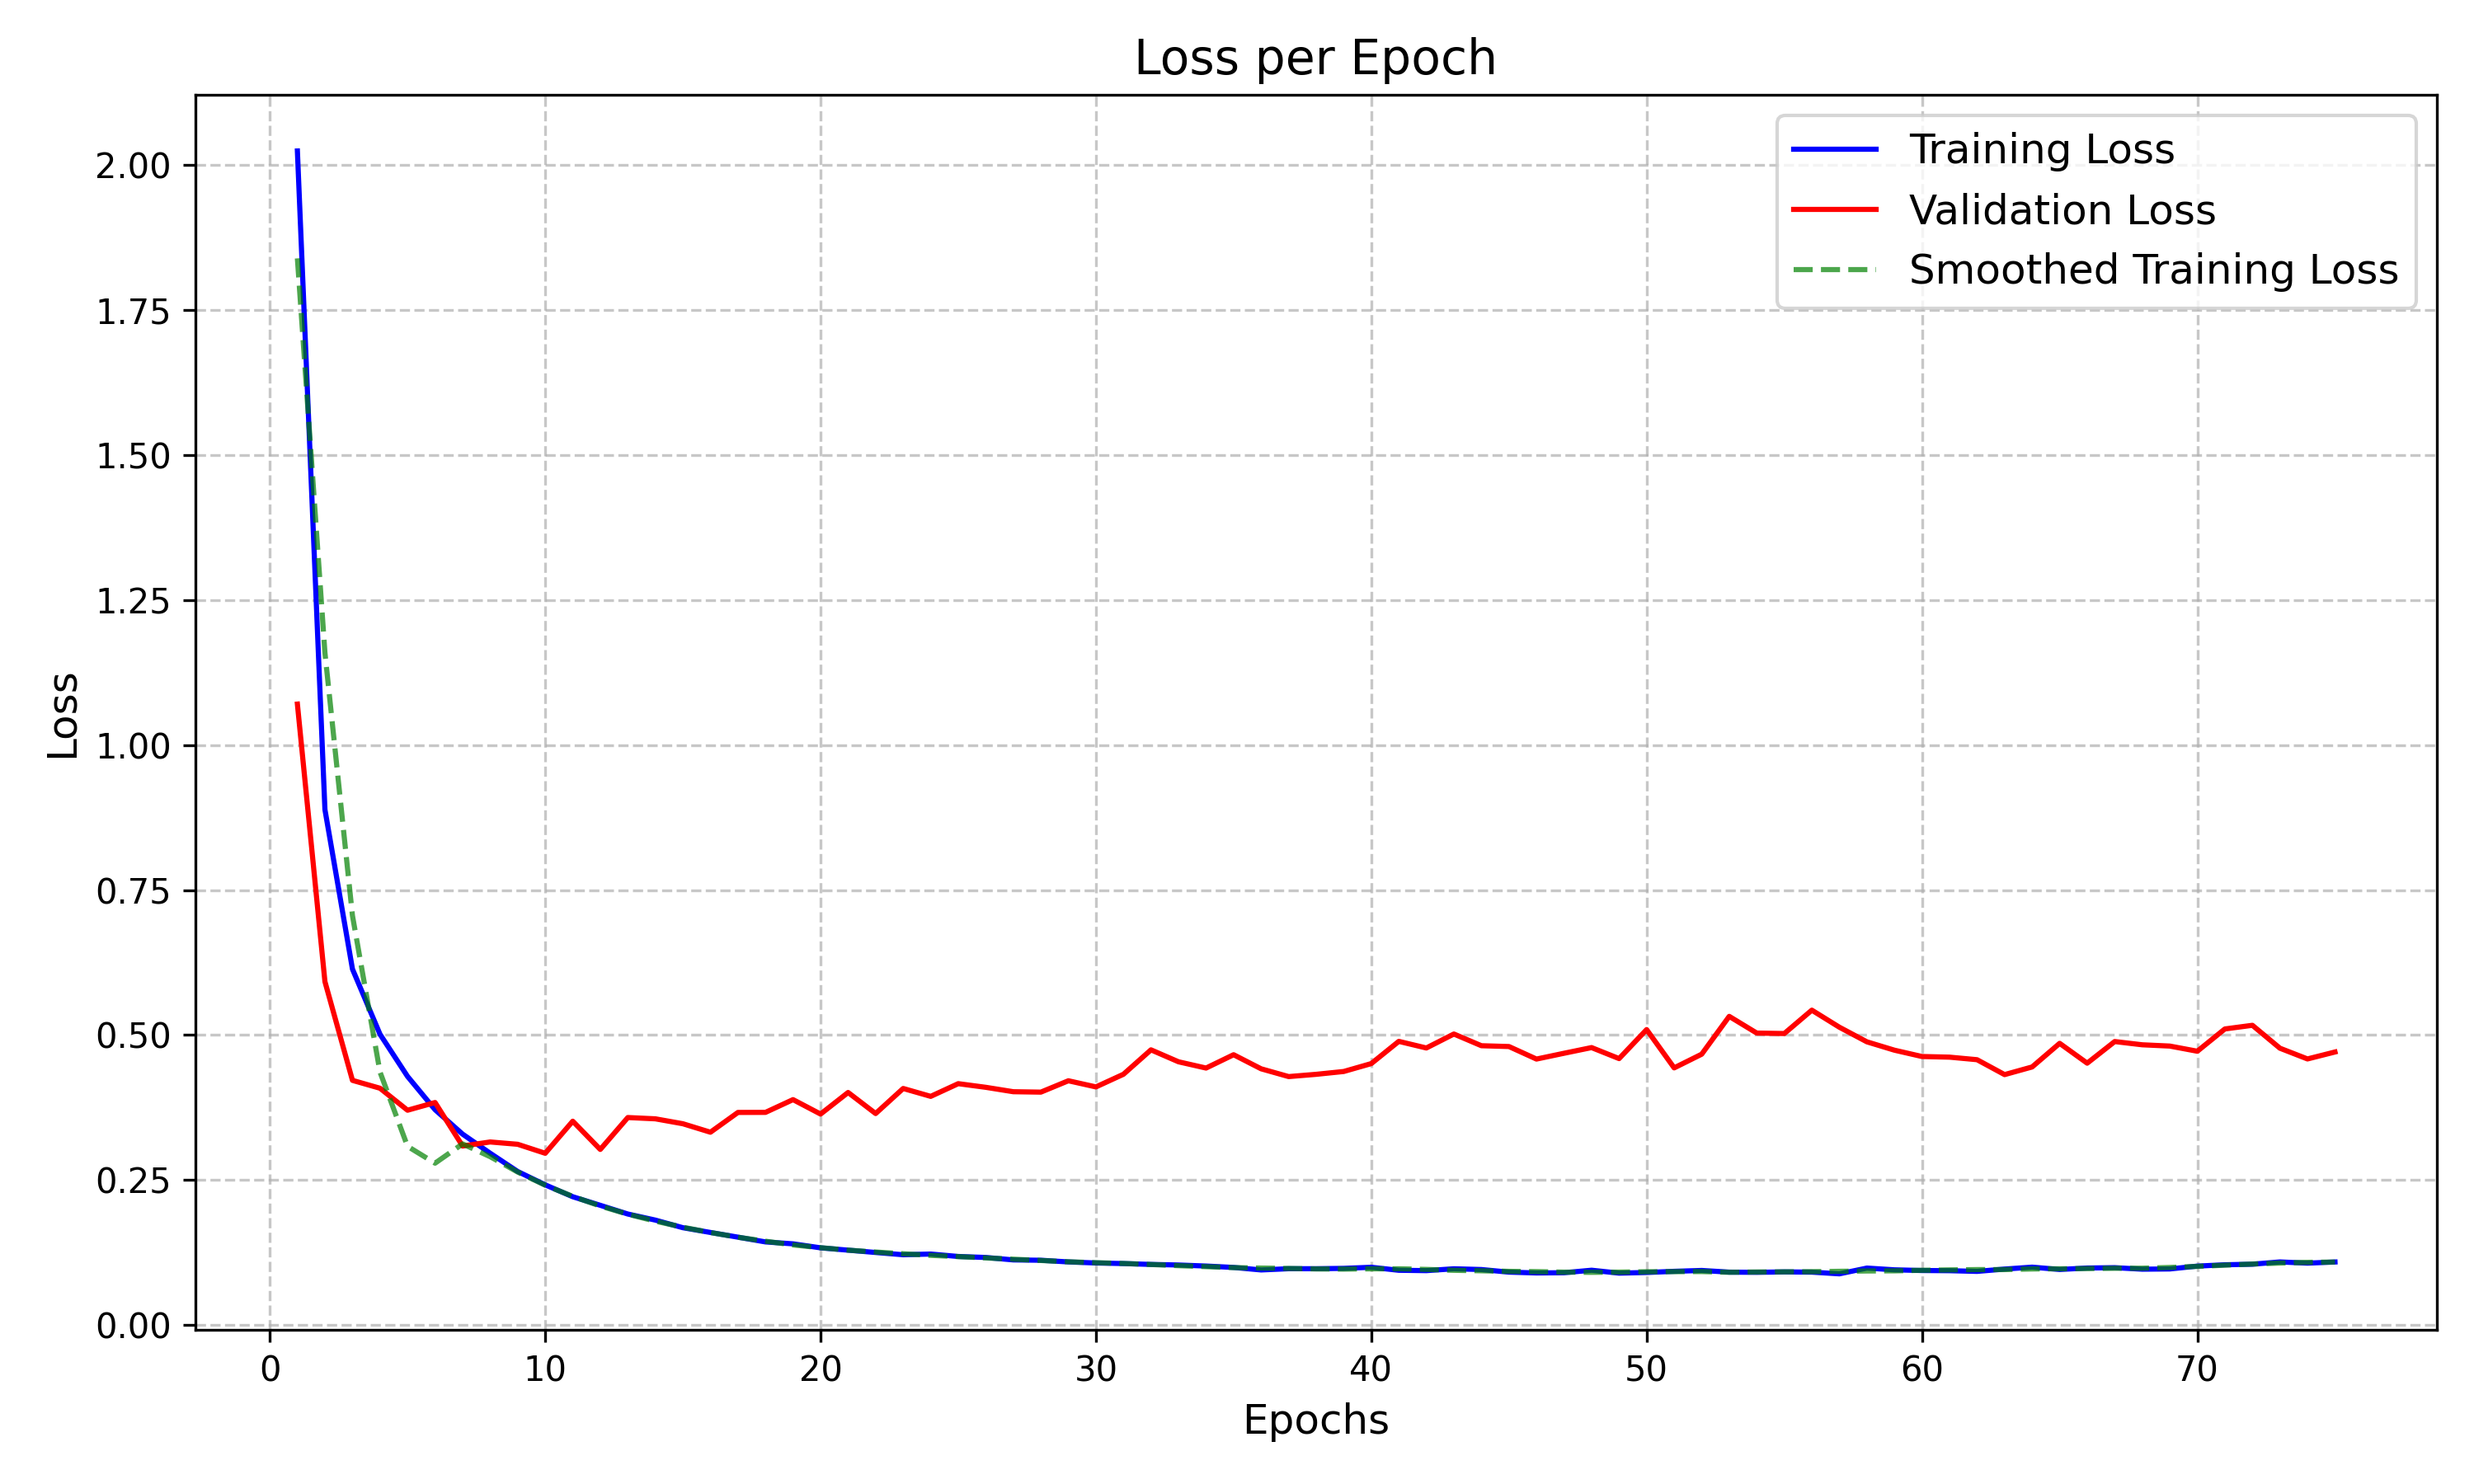 Loss per Epoch
Training Loss
Validation Loss
Smoothed Training Loss
Loss
2.00
1.75
1.50
1.25
1.00
0.75
0.50
0.25
0.00
0 10 20 30 40 50 60 70
Epochs